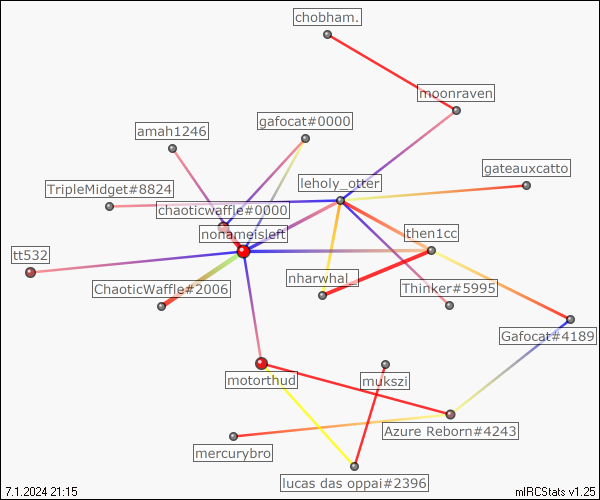 chobham.
moonraven
gafocat#0000
amah1246
gateauxcatto
leholy_otter
TripleMidget#8824
chaoticwaffle#0000
nonameisleft
then1cc
tt532
nharwhal_
ChaoticWaffle#2006
Thinker#5995
Gafocat#4189
motorthud
mukszi
Azure Reborn#4243
mercurybro
lucas das oppai#2396
7.1.2024 21:15
mIRCStats v1.25